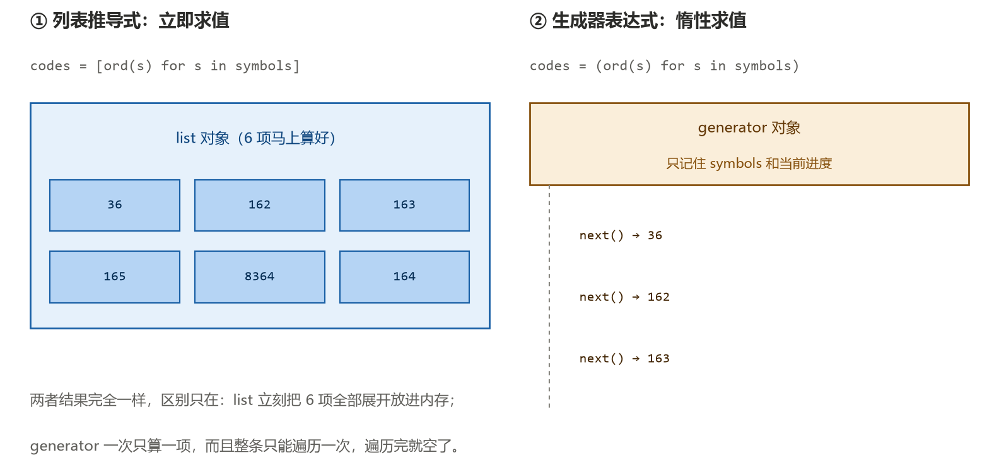 ① 列表推导式：立即求值
codes = [ord(s) for s in symbols]
list 对象（6 项马上算好）
36
162
163
165
8364
164
两者结果完全一样，区别只在：list 立刻把 6 项全部展开放进内存；
generator 一次只算一项，而且整条只能遍历一次，遍历完就空了。
② 生成器表达式：惰性求值
codes = (ord(s) for s in symbols)
generator 对象
只记住 symbols 和当前进度
next() → 36
next() → 162
next() → 163